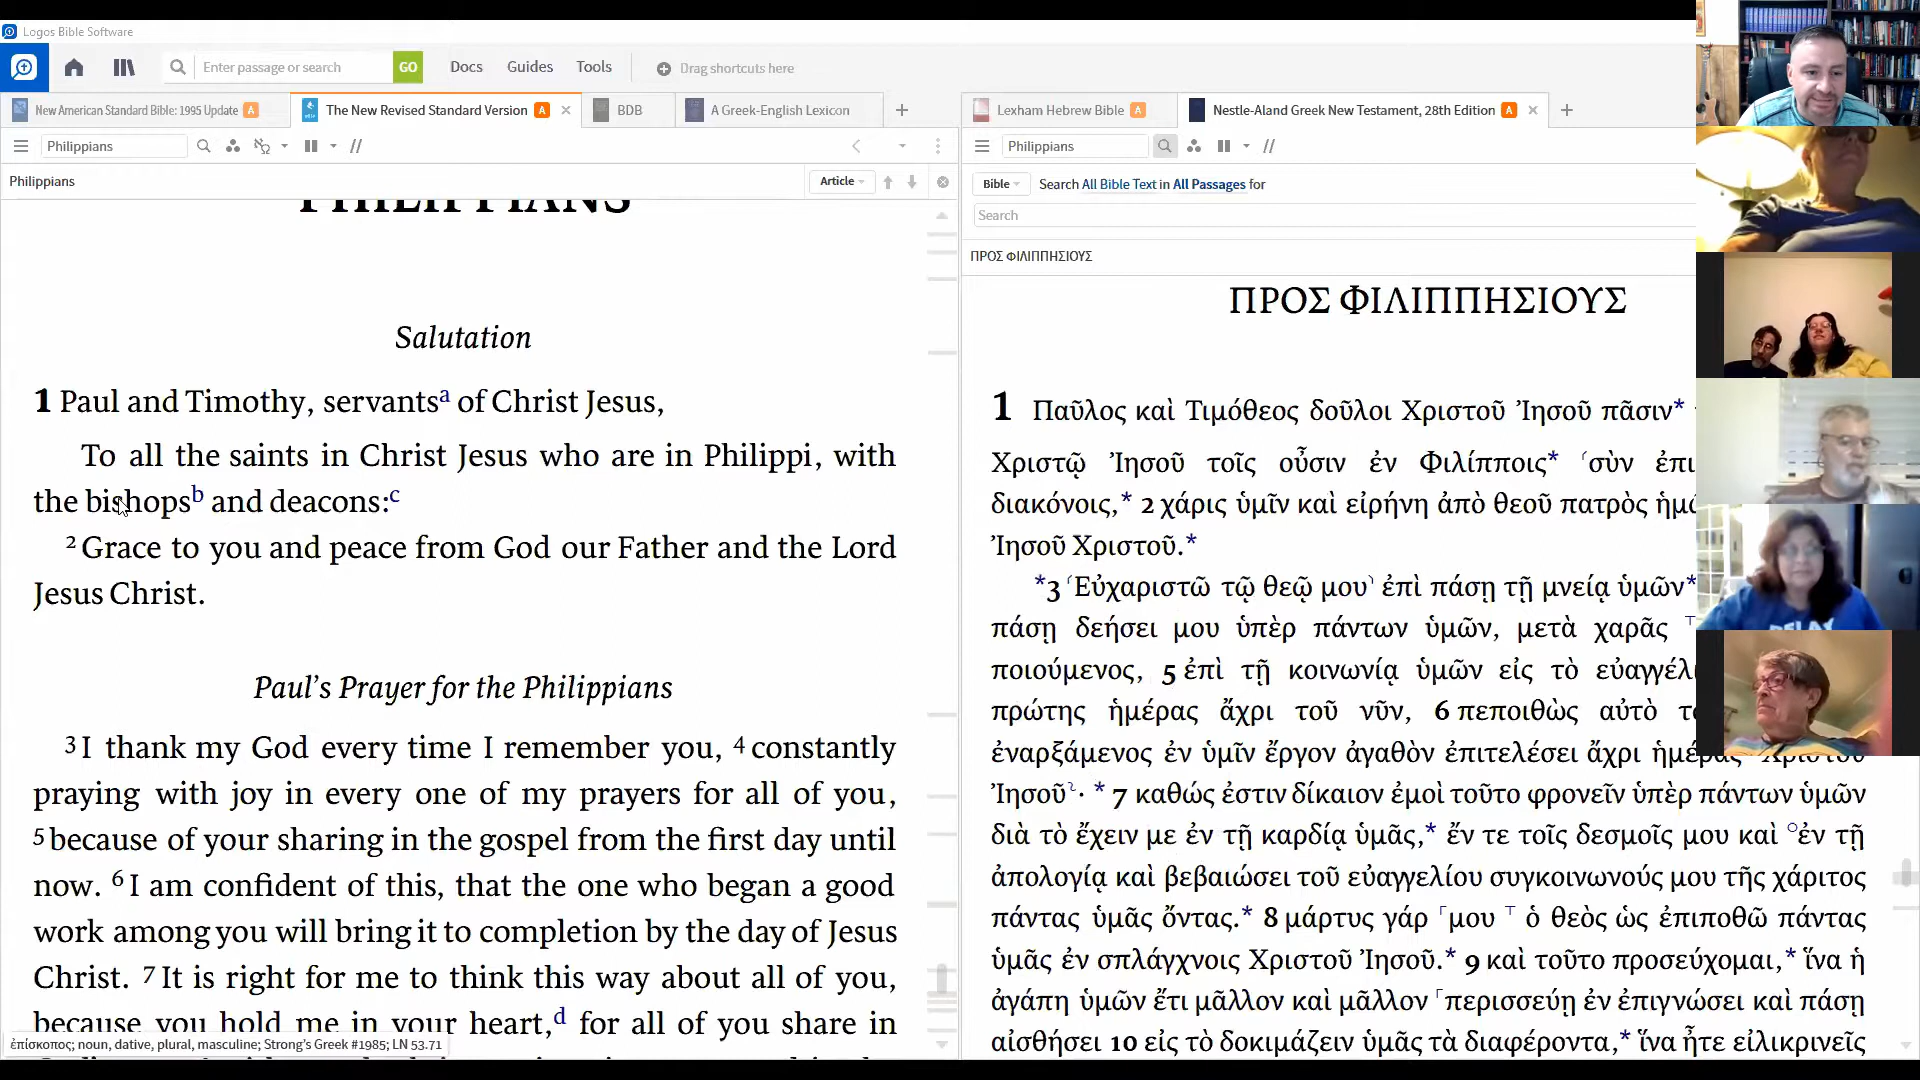 Logos Bible Software
Enter passage or search
GO
Docs
Guides
Tools
Drag shortcuts here
New American Standard Bible: 1995 Update A
The New Revised Standard Version A
BDB
A Greek-English Lexicon
Philippians
Philippians
Article
PHILIPPIANS
Salutation
1 Paul and Timothy, servantsa of Christ Jesus,
To all the saints in Christ Jesus who are in Philippi, with
the bishopsb and deacons:c
2 Grace to you and peace from God our Father and the Lord
Jesus Christ.
Paul's Prayer for the Philippians
3 I thank my God every time I remember you, 4 constantly
praying with joy in every one of my prayers for all of you,
5 because of your sharing in the gospel from the first day until
now. 6 I am confident of this, that the one who began a good
work among you will bring it to completion by the day of Jesus
Christ. 7 It is right for me to think this way about all of you,
because you hold me in your heart,d for all of you share in
ἐπίσκοπος; noun, dative, plural, masculine; Strong's Greek #1985; LN 53.71
Lexham Hebrew Bible A
Nestle-Aland Greek New Testament, 28th Edition A
Philippians
Bible
Search All Bible Text in All Passages for
Search
ΠΡΟΣ ΦΙΛΙΠΠΗΣΙΟΥΣ
ΠΡΟΣ ΦΙΛΙΠΠΗΣΙΟΥΣ
1 Παῦλος καὶ Τιμόθεος δοῦλοι Χριστοῦ Ἰησοῦ πᾶσιν*
Χριστῷ Ἰησοῦ τοῖς οὖσιν ἐν Φιλίπποις* ⸂σὺν ἐπι
διακόνοις,* 2 χάρις ὑμῖν καὶ εἰρήνη ἀπὸ θεοῦ πατρὸς ἡμ
Ἰησοῦ Χριστοῦ.*
*3 ⸂Εὐχαριστῶ τῷ θεῷ μου⸃ ἐπὶ πάσῃ τῇ μνείᾳ ὑμῶν*
πάσῃ δεήσει μου ὑπὲρ πάντων ὑμῶν, μετὰ χαρᾶς ⸆
ποιούμενος, 5 ἐπὶ τῇ κοινωνίᾳ ὑμῶν εἰς τὸ εὐαγγέλι
πρώτης ἡμέρας ἄχρι τοῦ νῦν, 6 πεποιθὼς αὐτὸ τ
ἐναρξάμενος ἐν ὑμῖν ἔργον ἀγαθὸν ἐπιτελέσει ἄχρι ἡμέρας Χριστοῦ
Ἰησοῦ⸃· * 7 καθώς ἐστιν δίκαιον ἐμοὶ τοῦτο φρονεῖν ὑπὲρ πάντων ὑμῶν
διὰ τὸ ἔχειν με ἐν τῇ καρδίᾳ ὑμᾶς,* ἔν τε τοῖς δεσμοῖς μου καὶ ⸰ἐν τῇ
ἀπολογίᾳ καὶ βεβαιώσει τοῦ εὐαγγελίου συγκοινωνούς μου τῆς χάριτος
πάντας ὑμᾶς ὄντας.* 8 μάρτυς γάρ ⸀μου ⸆ ὁ θεὸς ὡς ἐπιποθῶ πάντας
ὑμᾶς ἐν σπλάγχνοις Χριστοῦ Ἰησοῦ.* 9 καὶ τοῦτο προσεύχομαι,* ἵνα ἡ
ἀγάπη ὑμῶν ἔτι μᾶλλον καὶ μᾶλλον ⸀περισσεύῃ ἐν ἐπιγνώσει καὶ πάσῃ
αἰσθήσει 10 εἰς τὸ δοκιμάζειν ὑμᾶς τὰ διαφέροντα,* ἵνα ἦτε εἰλικρινεῖς